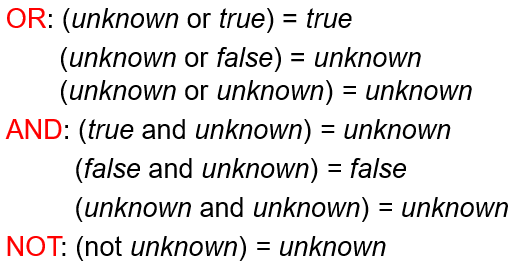 OR: (unknown or true) = true
(unknown or false) = unknown
(unknown or unknown) = unknown
AND: (true and unknown) = unknown
(false and unknown) = false
(unknown and unknown) = unknown
NOT: (not unknown) = unknown